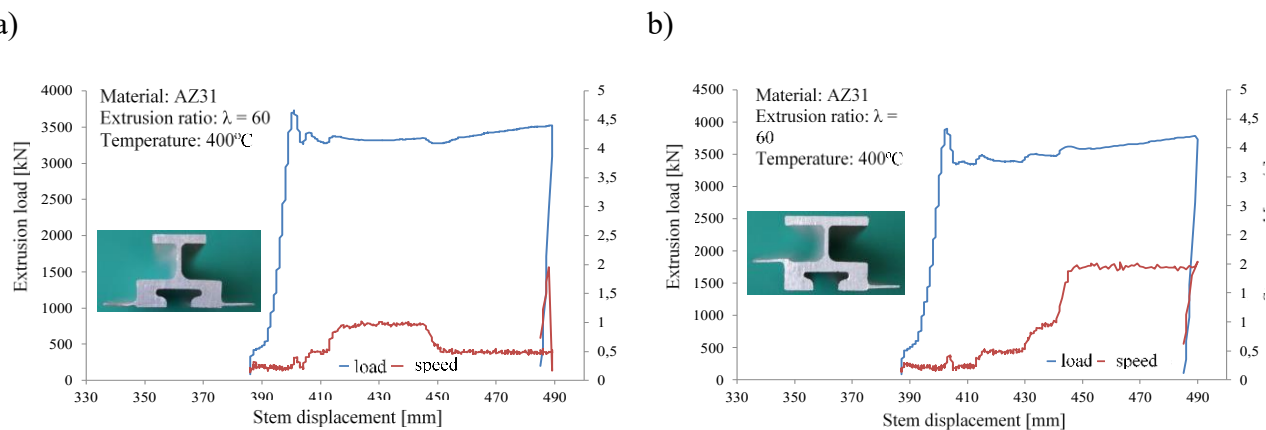 a)
b)
Material: AZ31
Extrusion ratio: λ = 60
Temperature: 400ºC
Extrusion load [kN]
4000
3500
3000
2500
2000
1500
1000
500
0
5
4,5
4
3,5
3
2,5
2
1,5
1
0,5
0
load
speed
330 350 370 390 410 430 450 470 490
Stem displacement [mm]
Material: AZ31
Extrusion ratio: λ =
60
Temperature: 400ºC
Extrusion load [kN]
4500
4000
3500
3000
2500
2000
1500
1000
500
0
5
4,5
4
3,5
3
2,5
2
1,5
1
0,5
0
load
speed
330 350 370 390 410 430 450 470 490
Stem displacement [mm]